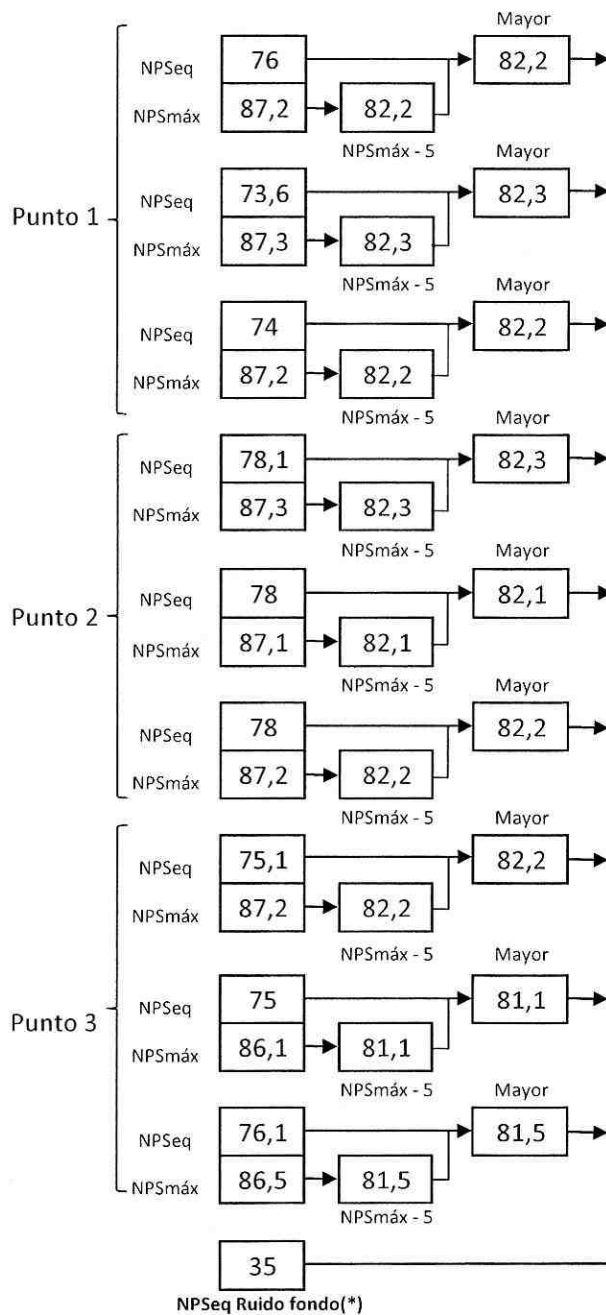 Mayor
NPSeq 76 82,2
NPSmáx 87,2 82,2
NPSmáx - 5
Mayor
NPSeq 73,6 82,3
Punto 1
NPSmáx 87,3 82,3
NPSmáx - 5
Mayor
NPSeq 74 82,2
NPSmáx 87,2 82,2
NPSmáx - 5
Mayor
NPSeq 78,1 82,3
NPSmáx 87,3 82,3
NPSmáx - 5
Mayor
NPSeq 78 82,1
Punto 2
NPSmáx 87,1 82,1
NPSmáx - 5
Mayor
NPSeq 78 82,2
NPSmáx 87,2 82,2
NPSmáx - 5
Mayor
NPSeq 75,1 82,2
NPSmáx 87,2 82,2
NPSmáx - 5
Mayor
NPSeq 75 81,1
Punto 3
NPSmáx 86,1 81,1
NPSmáx - 5
Mayor
NPSeq 76,1 81,5
NPSmáx 86,5 81,5
NPSmáx - 5
35
NPSeq Ruido fondo(*)